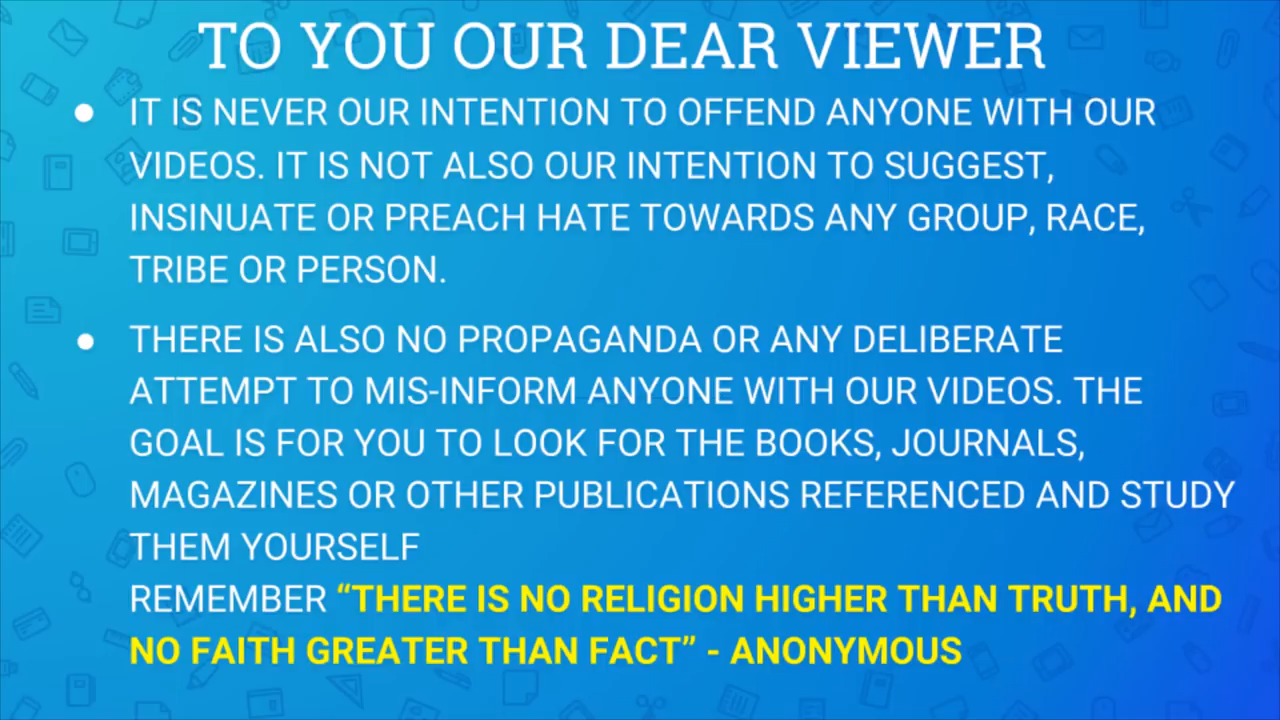 TO YOU OUR DEAR VIEWER
● IT IS NEVER OUR INTENTION TO OFFEND ANYONE WITH OUR
VIDEOS. IT IS NOT ALSO OUR INTENTION TO SUGGEST,
INSINUATE OR PREACH HATE TOWARDS ANY GROUP, RACE,
TRIBE OR PERSON.
● THERE IS ALSO NO PROPAGANDA OR ANY DELIBERATE
ATTEMPT TO MIS-INFORM ANYONE WITH OUR VIDEOS. THE
GOAL IS FOR YOU TO LOOK FOR THE BOOKS, JOURNALS,
MAGAZINES OR OTHER PUBLICATIONS REFERENCED AND STUDY
THEM YOURSELF
REMEMBER “THERE IS NO RELIGION HIGHER THAN TRUTH, AND
NO FAITH GREATER THAN FACT” - ANONYMOUS